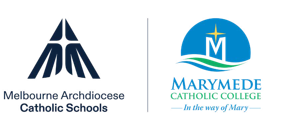 Melbourne Archdiocese
Catholic Schools
M
MARYMEDE
CATHOLIC COLLEGE
In the way of Mary